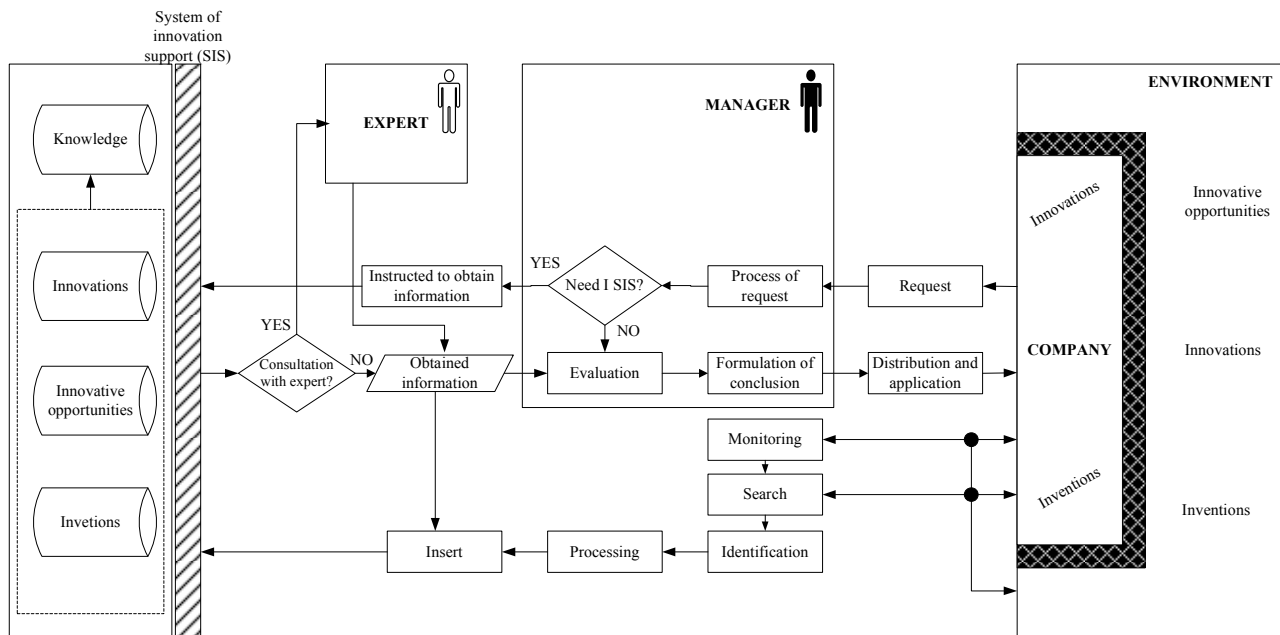 System of
innovation
support (SIS)
Knowledge
Innovations
Innovative
opportunities
Invetions
EXPERT
MANAGER
ENVIRONMENT
YES
Instructed to obtain
information
YES
Need I SIS?
NO
Process of
request
Request
Consultation
with expert?
NO
Obtained
information
Evaluation
Formulation of
conclusion
Distribution and
application
Monitoring
Search
Identification
Processing
Insert
Innovations
COMPANY
Inventions
Innovative
opportunities
Innovations
Inventions